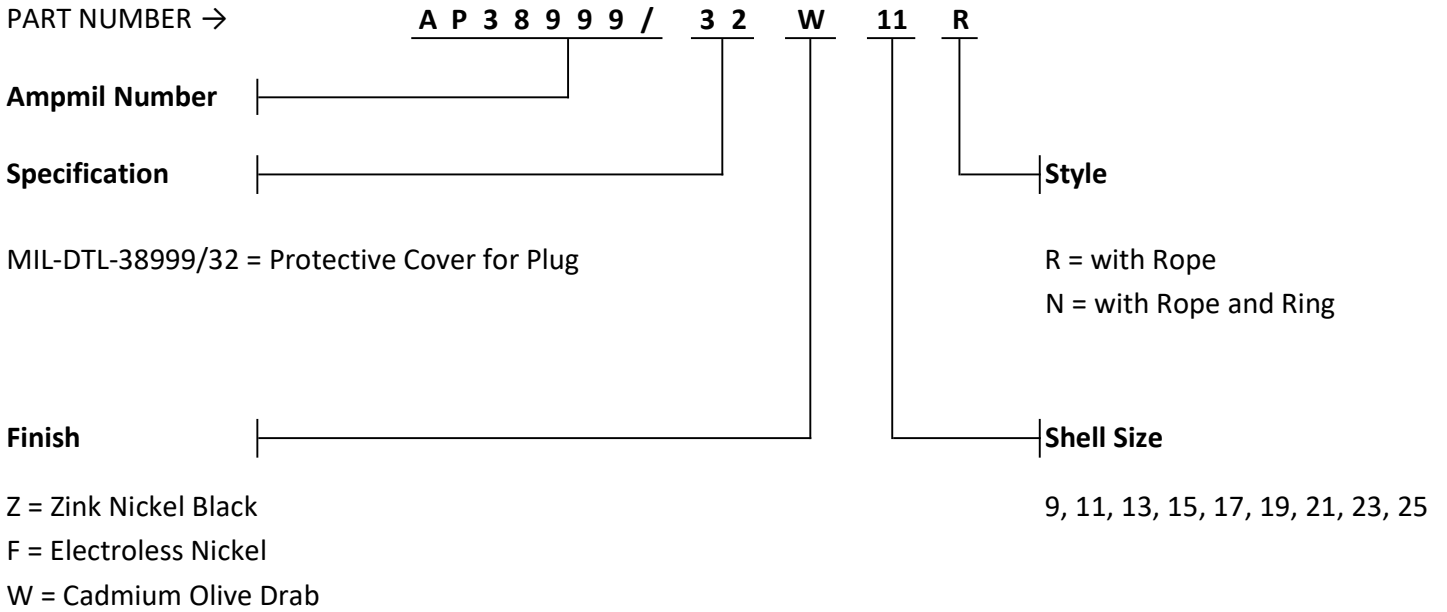 PART NUMBER → A P 3 8 9 9 9 / 3 2 W 11 R
Ampmil Number
Specification Style
MIL-DTL-38999/32 = Protective Cover for Plug R = with Rope
N = with Rope and Ring
Finish Shell Size
Z = Zink Nickel Black 9, 11, 13, 15, 17, 19, 21, 23, 25
F = Electroless Nickel
W = Cadmium Olive Drab